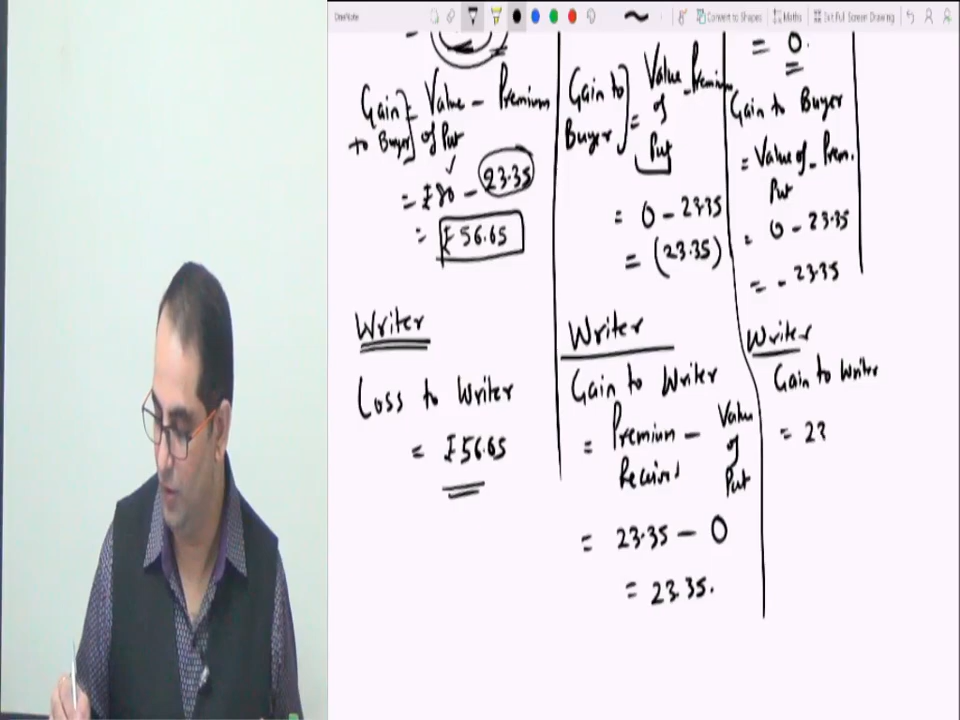 OneNote
Convert to Shapes
Maths
Exit Full Screen Drawing
=
Gain to Buyer] = Value of Put - Premium
= ₹80 - 23.35
= ₹56.65
Writer
Loss to Writer
= ₹56.65
Gain to Buyer] = Value of Put - Premium
= 0 - 23.35
= (23.35)
Writer
Gain to Writer
= Premium Received - Value of Put
= 23.35 - 0
= 23.35.
= 0.
Gain to Buyer
= Value of Put - Prem.
= 0 - 23.35
= - 23.35
Writer
Gain to Writer
= 23